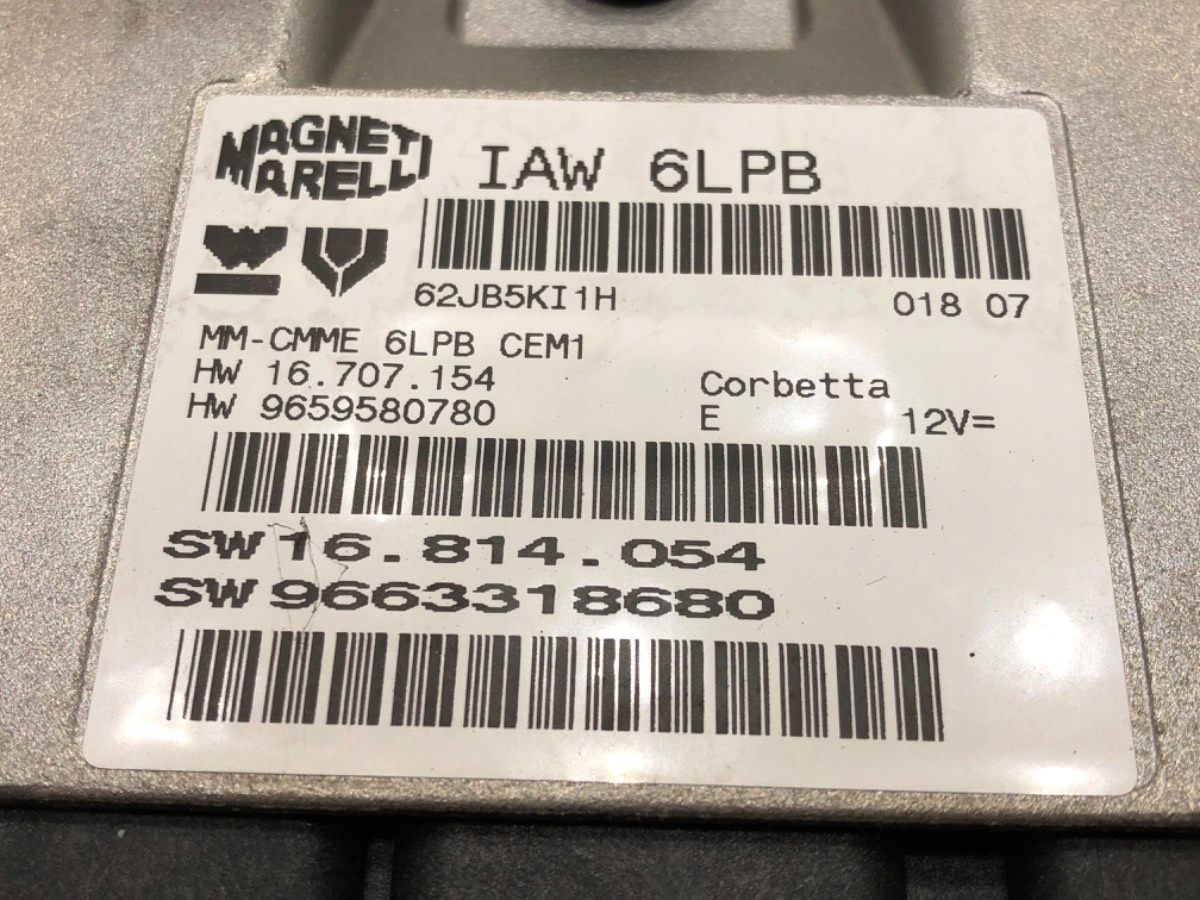 MAGNETI
MARELLI
IAW 6LPB
62JB5KI1H 018 07
MM-CMME 6LPB CEM1
HW 16.707.154
HW 9659580780
Corbetta
E 12V=
SW 16.814.054
SW 9663318680